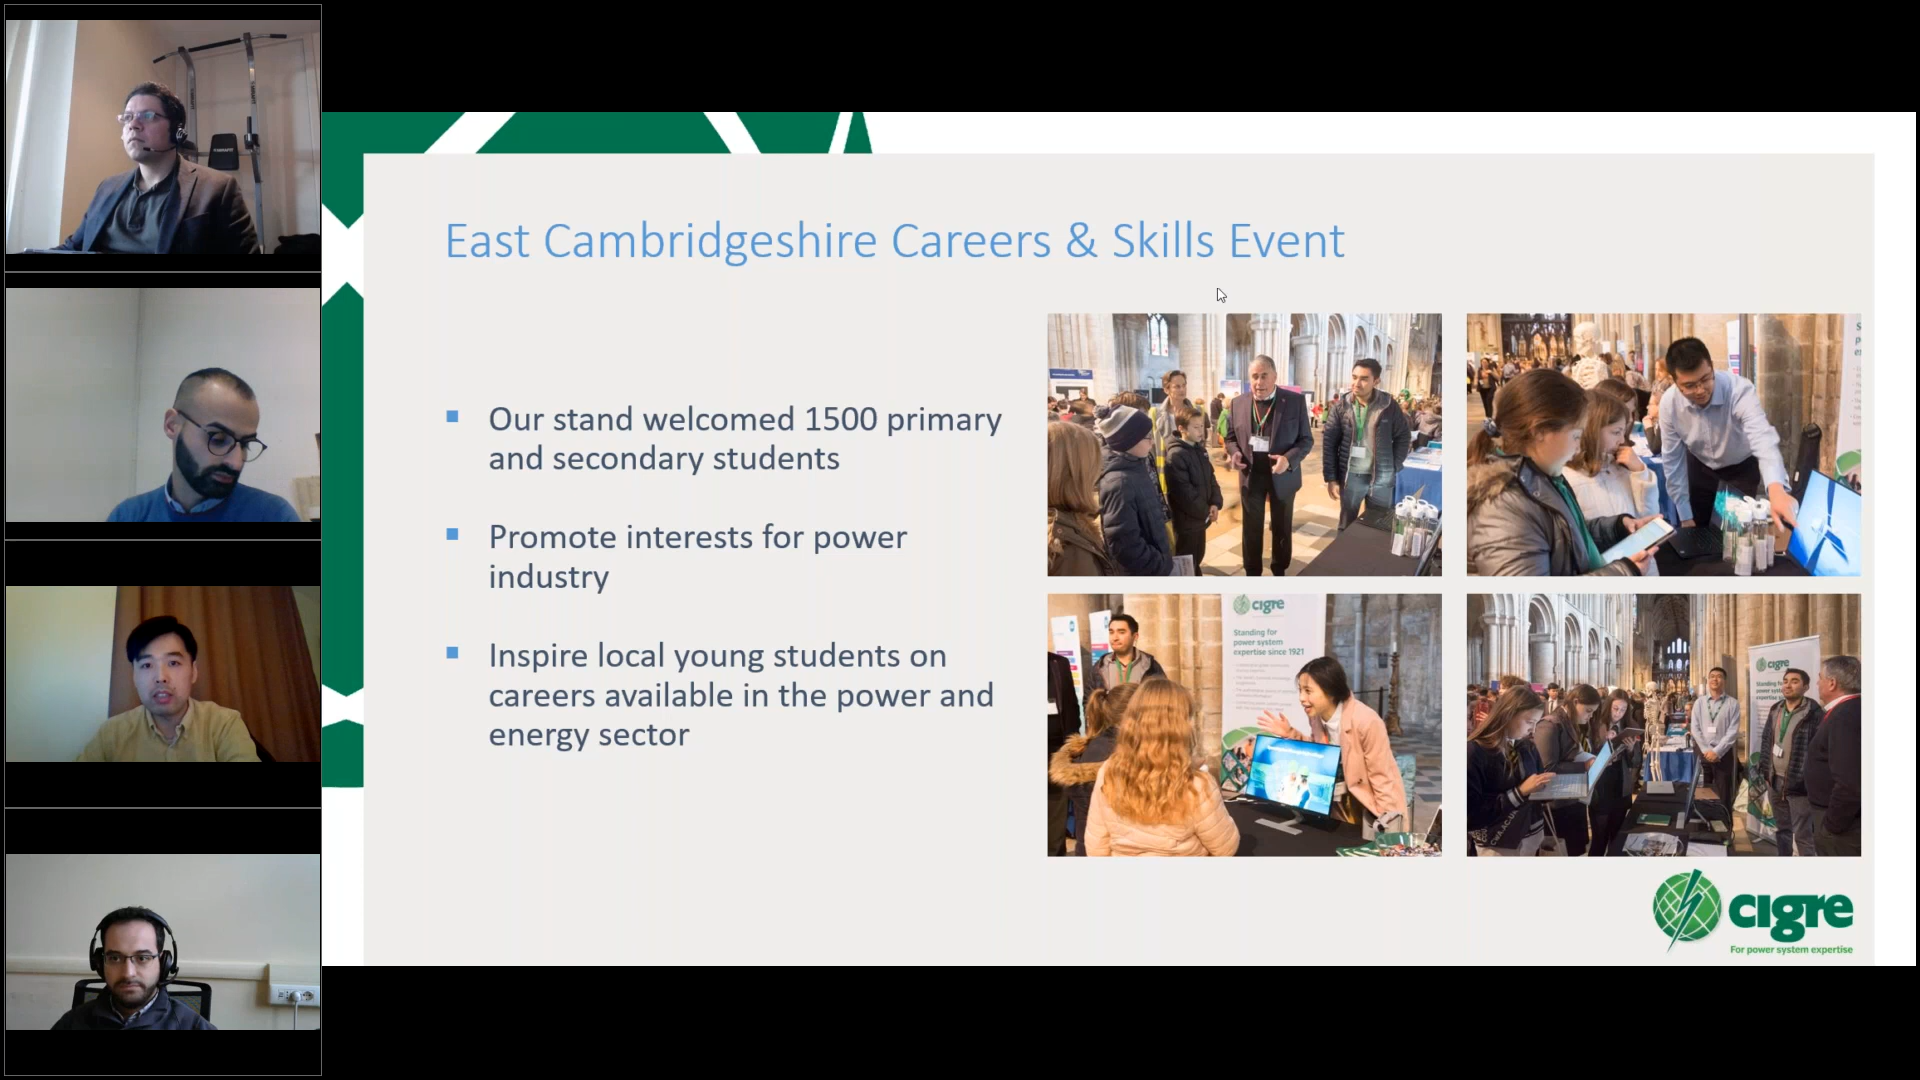 East Cambridgeshire Careers & Skills Event
Our stand welcomed 1500 primary
and secondary students
Promote interests for power
industry
Inspire local young students on
careers available in the power and
energy sector
cigre
Standing for
power system
expertise since 1921
cigre
cigre
For power system expertise